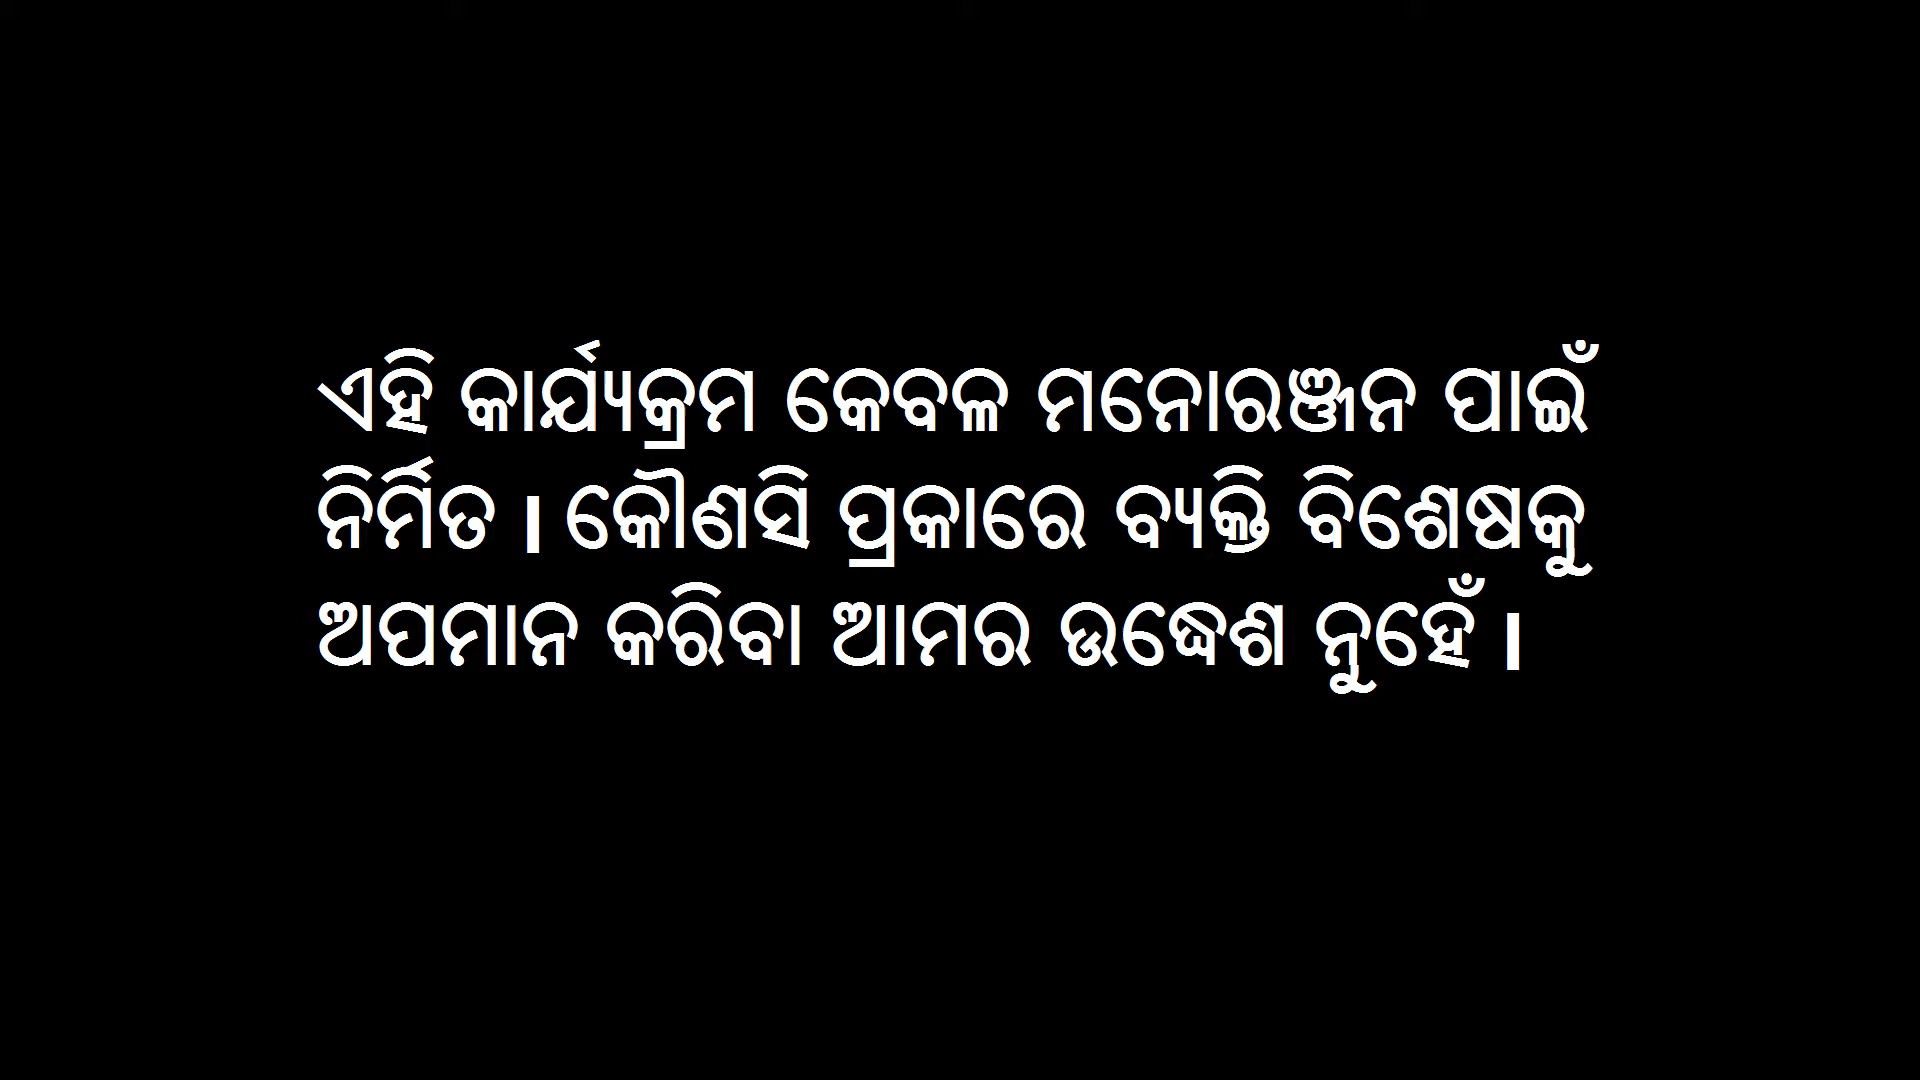 ଏହି କାର୍ଯ୍ୟକ୍ରମ କେବଳ ମନୋରଞ୍ଜନ ପାଇଁ
ନିର୍ମିତ । କୌଣସି ପ୍ରକାରେ ବ୍ୟକ୍ତି ବିଶେଷକୁ
ଅପମାନ କରିବା ଆମର ଉଦ୍ଧେଶ ନୁହେଁ ।